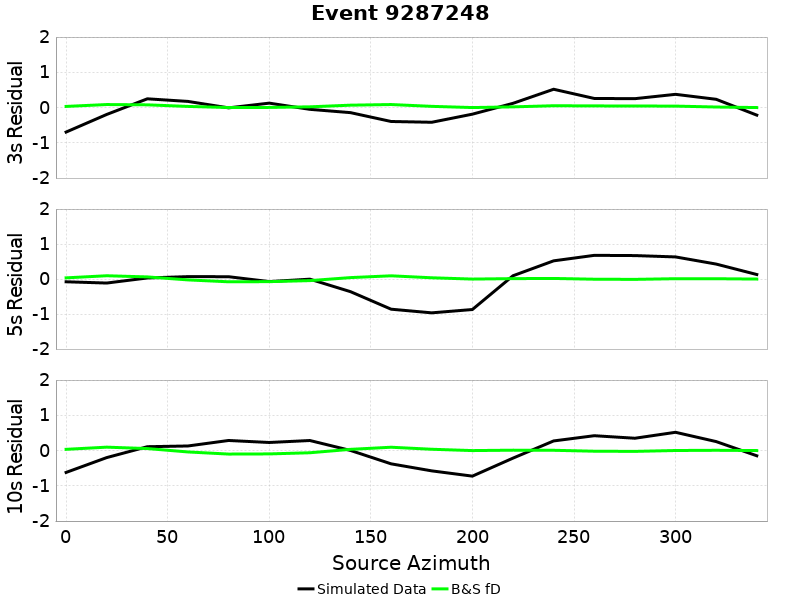 Event 9287248
3s Residual
2
1
0
-1
-2
5s Residual
2
1
0
-1
-2
10s Residual
2
1
0
-1
-2
0 50 100 150 200 250 300
Source Azimuth
Simulated Data B&S fD